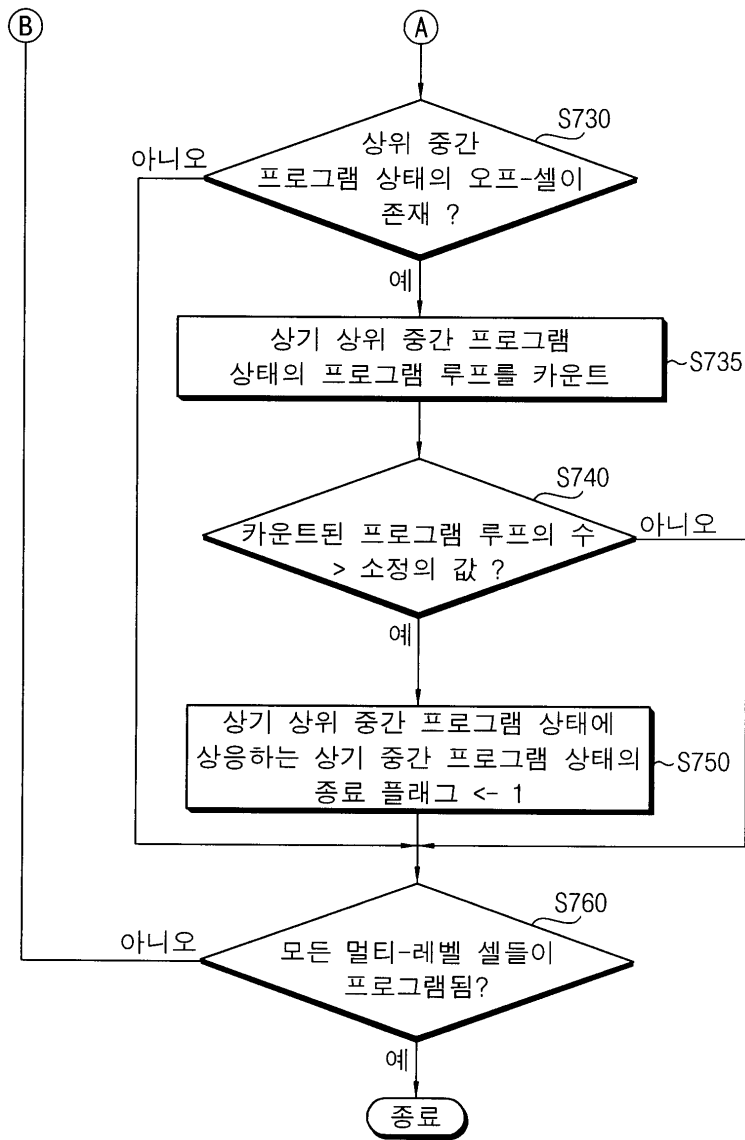 B
A
S730
상위 중간
프로그램 상태의 오프-셀이
존재 ?
아니오
예
상기 상위 중간 프로그램
상태의 프로그램 루프를 카운트
S735
S740
카운트된 프로그램 루프의 수
> 소정의 값 ?
아니오
예
상기 상위 중간 프로그램 상태에
상응하는 상기 중간 프로그램 상태의
종료 플래그 <- 1
S750
S760
아니오
모든 멀티-레벨 셀들이
프로그램됨?
예
종료